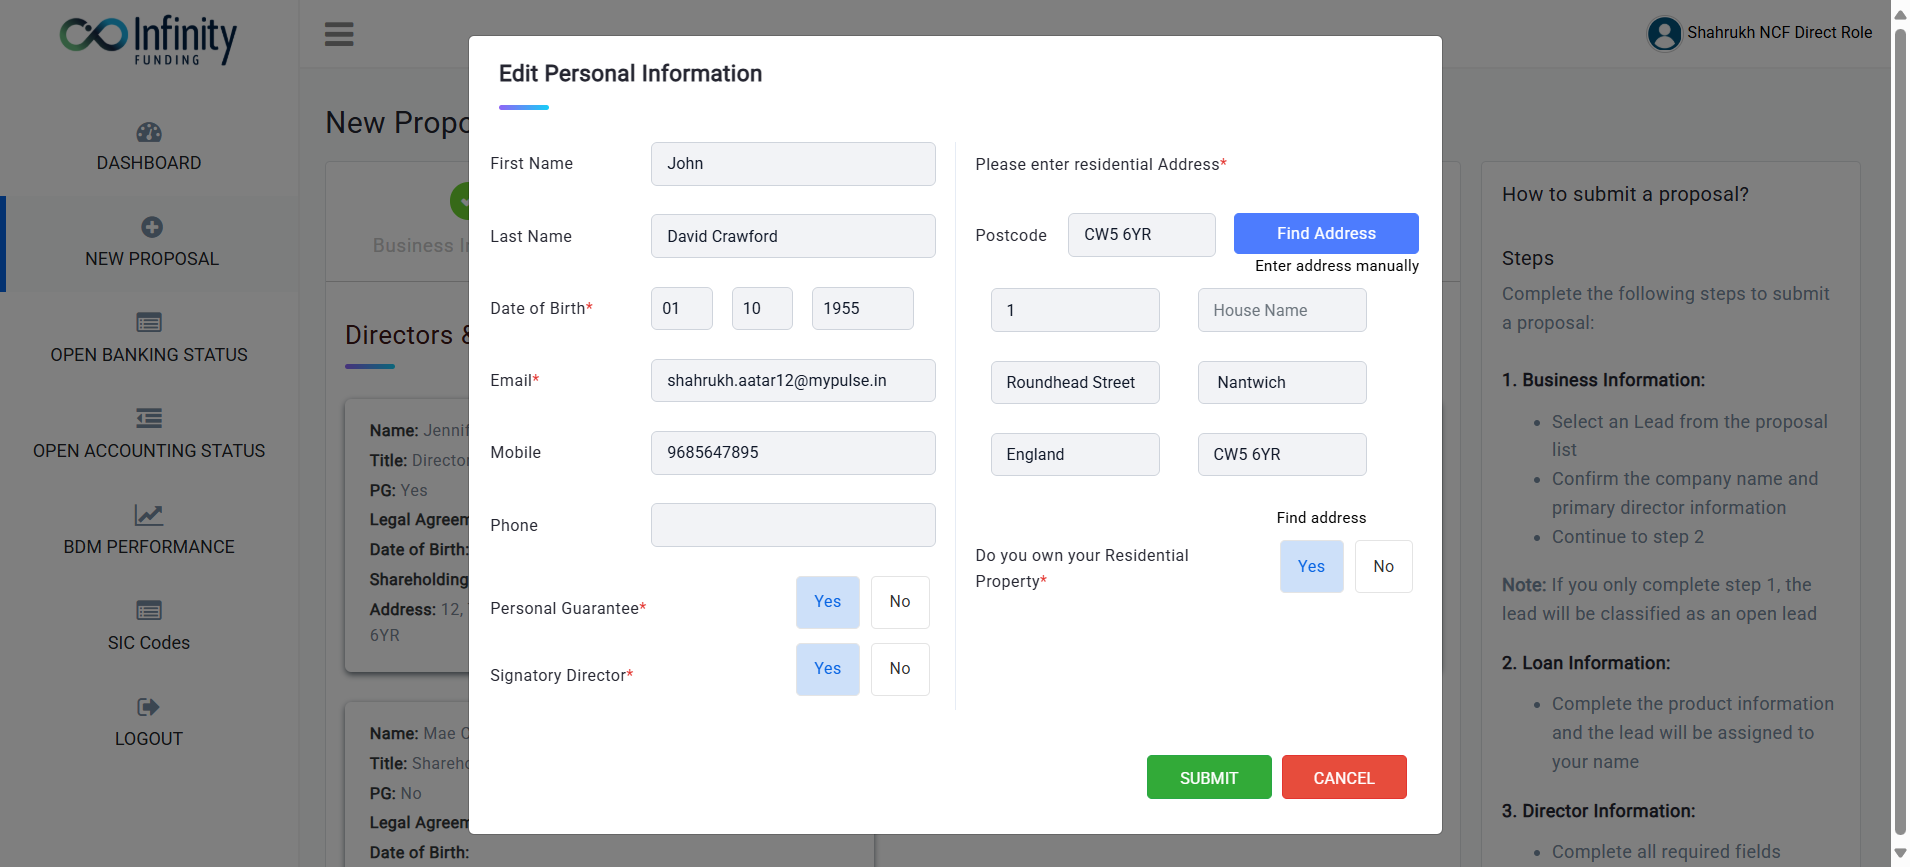 Infinity
FUNDING
Shahrukh NCF Direct Role
DASHBOARD
NEW PROPOSAL
OPEN BANKING STATUS
OPEN ACCOUNTING STATUS
BDM PERFORMANCE
SIC Codes
LOGOUT
New Propo
Business I
Directors &
Name: Jennif
Title: Director
PG: Yes
Legal Agreem
Date of Birth:
Shareholding
Address: 12,
6YR
Name: Mae C
Title: Shareho
PG: No
Legal Agreem
Date of Birth:
Edit Personal Information
First Name
John
Last Name
David Crawford
Date of Birth*
01
10
1955
Email*
shahrukh.aatar12@mypulse.in
Mobile
9685647895
Phone
Personal Guarantee*
Yes
No
Signatory Director*
Yes
No
Please enter residential Address*
Postcode
CW5 6YR
Find Address
Enter address manually
1
House Name
Roundhead Street
Nantwich
England
CW5 6YR
Find address
Do you own your Residential
Property*
Yes
No
SUBMIT
CANCEL
How to submit a proposal?
Steps
Complete the following steps to submit
a proposal:
1. Business Information:
• Select an Lead from the proposal
list
• Confirm the company name and
primary director information
• Continue to step 2
Note: If you only complete step 1, the
lead will be classified as an open lead
2. Loan Information:
• Complete the product information
and the lead will be assigned to
your name
3. Director Information:
• Complete all required fields